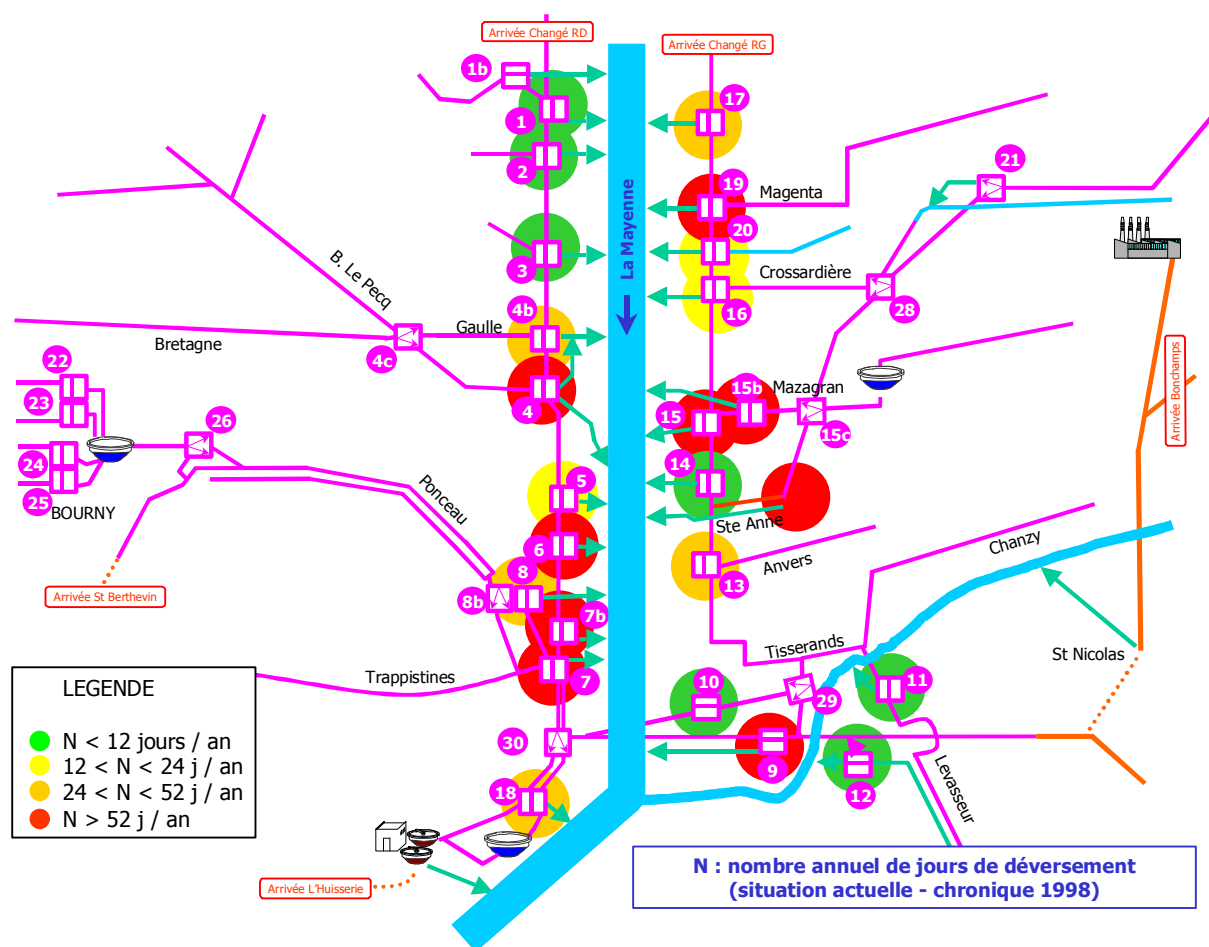 Arrivée Changé RD
Arrivée Changé RG
1b
1
2
3
4b
Gaulle
B. Le Pecq
Bretagne
4c
4
22
23
24
25
BOURNY
26
Ponceau
Arrivée St Berthevin
5
6
8
8b
7b
7
Trappistines
La Mayenne
17
19
Magenta
20
Crossardière
16
21
28
15b
Mazagran
15
15c
14
Ste Anne
Anvers
13
Chanzy
Arrivée Bonchamps
Tisserands
St Nicolas
10
11
29
9
12
Levasseur
30
18
Arrivée L'Huisserie
LEGENDE
N < 12 jours / an
12 < N < 24 j / an
24 < N < 52 j / an
N > 52 j / an
N : nombre annuel de jours de déversement
(situation actuelle - chronique 1998)